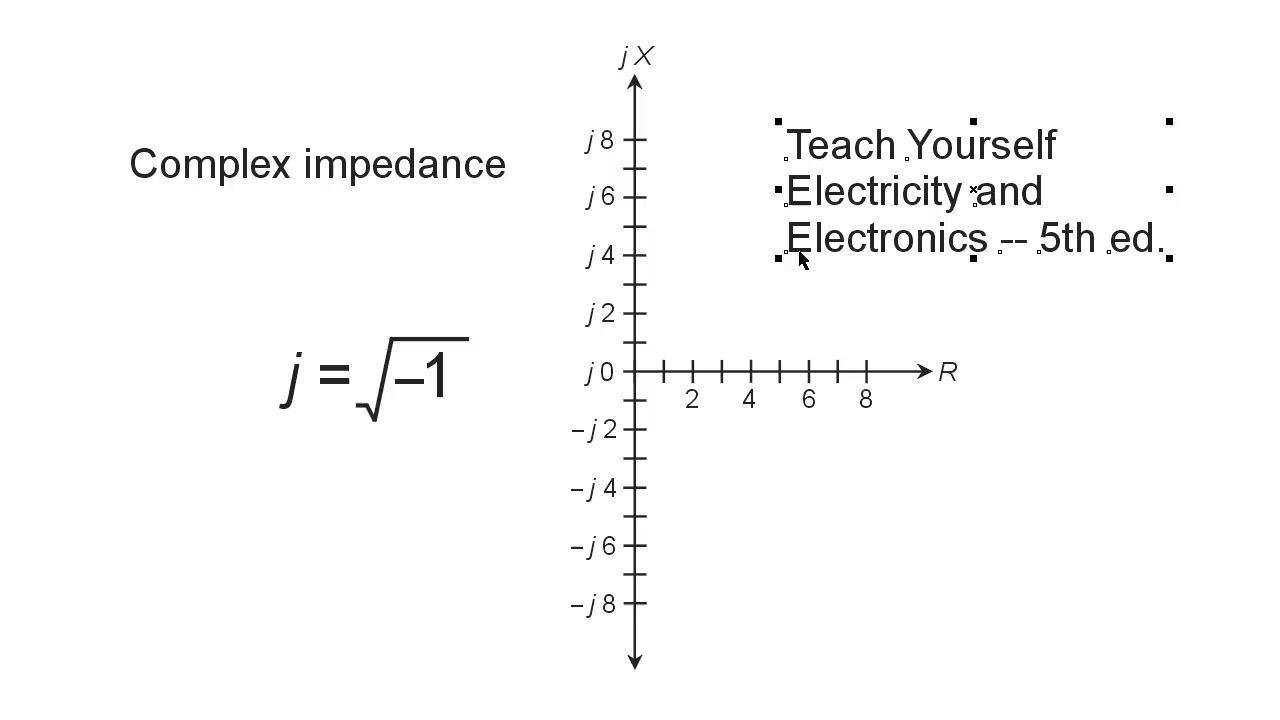 j X
Complex impedance
Teach Yourself
Electricity and
Electronics -- 5th ed.
j 8
j 6
j 4
j 2
j 0
– j 2
– j 4
– j 6
– j 8
2 4 6 8
R
j = √–1